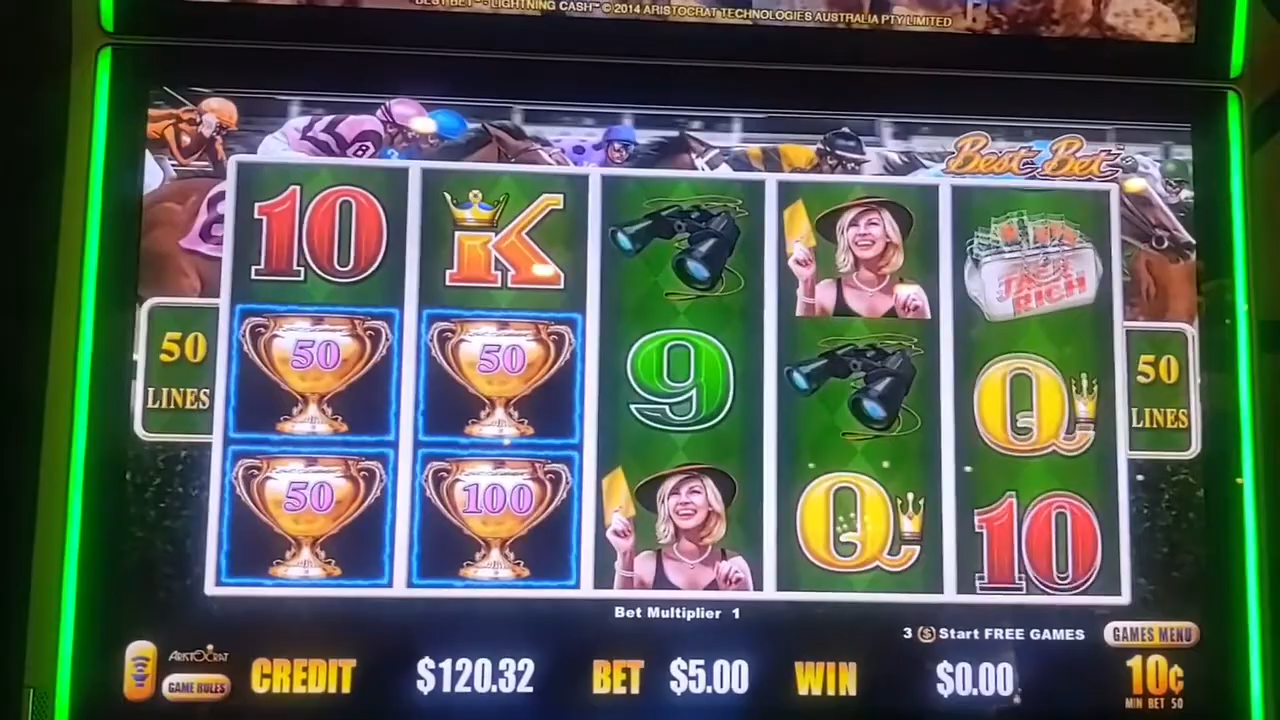 BEST BET™ - LIGHTNING CASH™ © 2014 ARISTOCRAT TECHNOLOGIES AUSTRALIA PTY LIMITED
8
Best Bet
10
K
RICH
50
LINES
50
50
9
Q
50
LINES
50
100
Q
10
Bet Multiplier 1
3 $ Start FREE GAMES
GAMES MENU
ARISTOCRAT
GAME RULES
CREDIT $120.32 BET $5.00 WIN $0.00
10¢
MIN BET 50